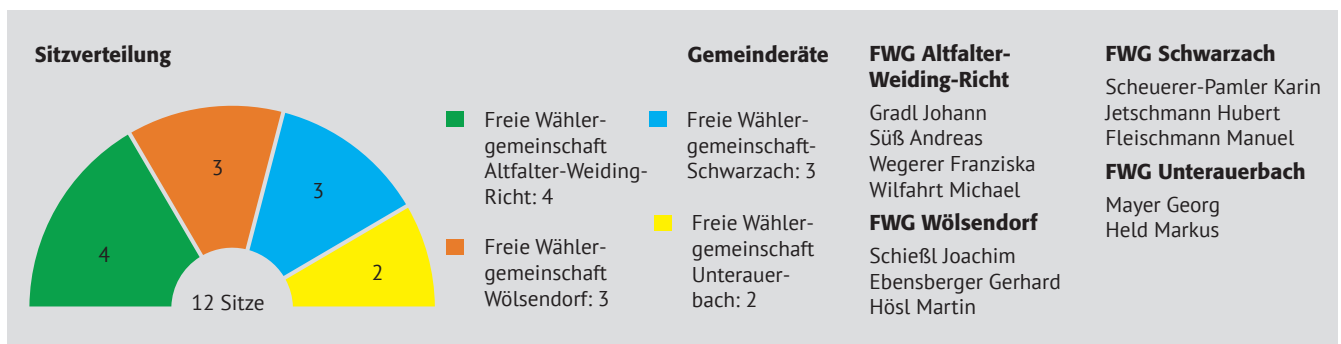 Sitzverteilung
4
3
3
2
12 Sitze
Freie Wähler-
gemeinschaft
Altfalter-Weiding-
Richt: 4
Freie Wähler-
gemeinschaft
Wölsendorf: 3
Freie Wähler-
gemeinschaft-
Schwarzach: 3
Freie Wähler-
gemeinschaft
Unterauer-
bach: 2
Gemeinderäte
FWG Altfalter-
Weiding-Richt
Gradl Johann
Süß Andreas
Wegerer Franziska
Wilfahrt Michael
FWG Wölsendorf
Schießl Joachim
Ebensberger Gerhard
Hösl Martin
FWG Schwarzach
Scheuerer-Pamler Karin
Jetschmann Hubert
Fleischmann Manuel
FWG Unterauerbach
Mayer Georg
Held Markus